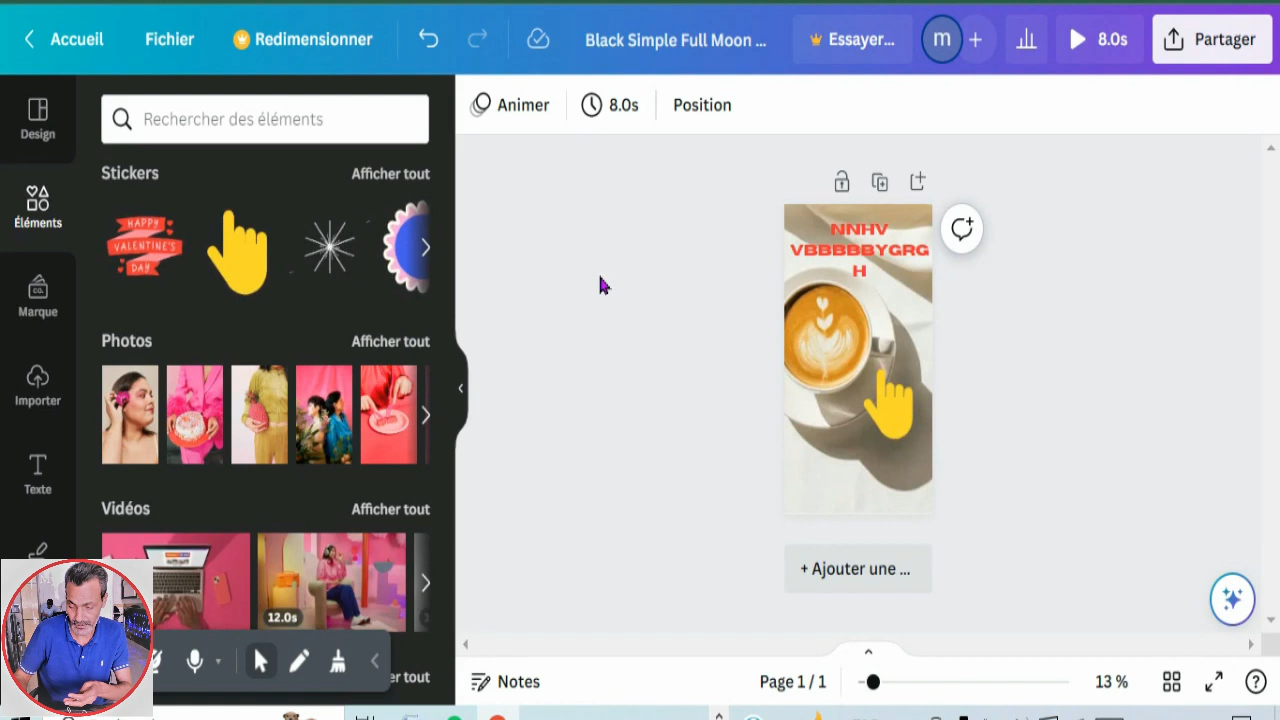 Accueil
Fichier
Redimensionner
Black Simple Full Moon ...
Essayer...
m
8.0s
Partager
Design
Éléments
Marque
Importer
Texte
Rechercher des éléments
Stickers
Afficher tout
HAPPY
VALENTINE'S
DAY
Photos
Afficher tout
Vidéos
Afficher tout
12.0s
er tout
Animer
8.0s
Position
NNHV
VBBBBBYGRG
H
+ Ajouter une ...
Notes
Page 1 / 1
13 %